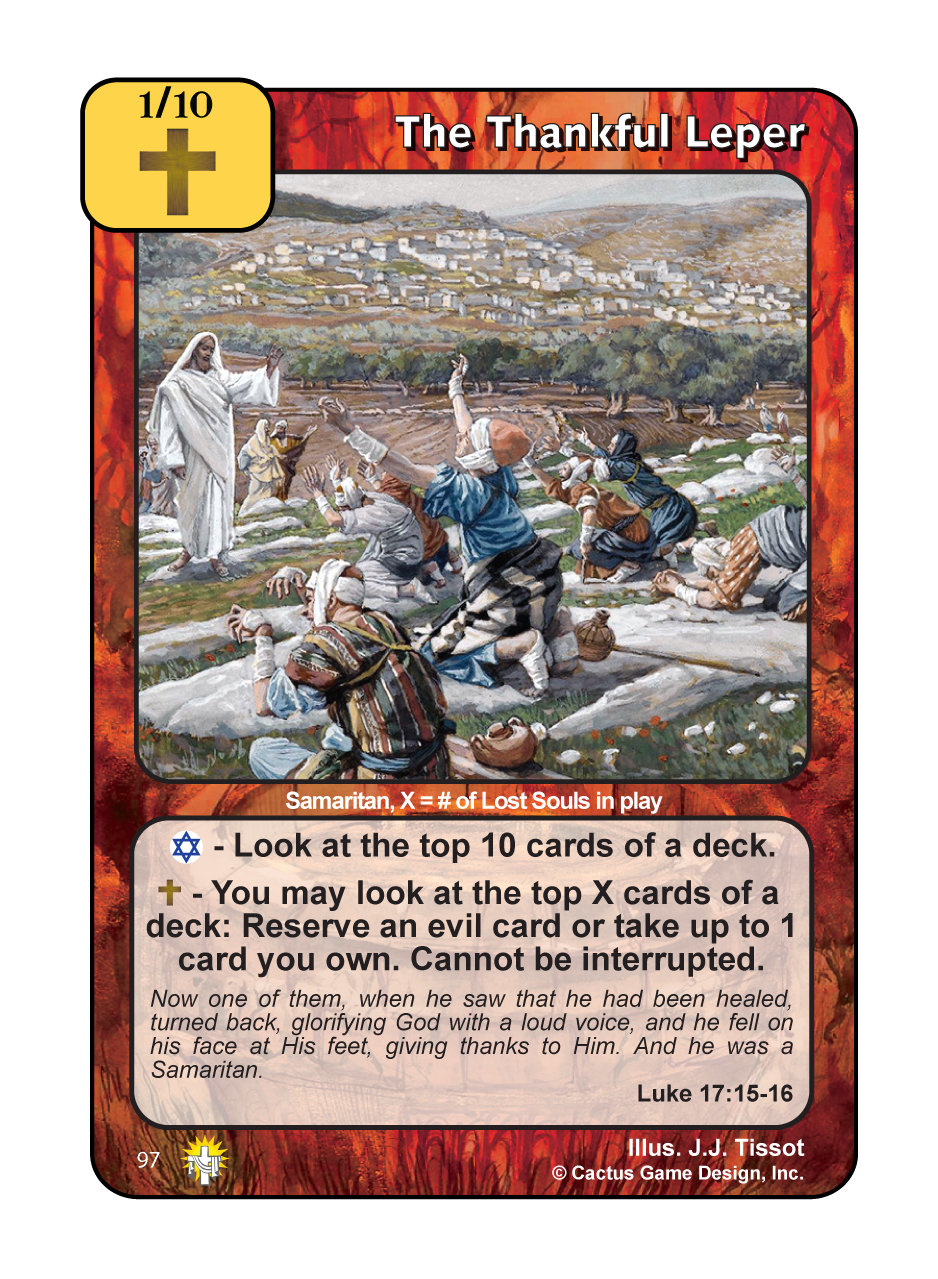 1/10
The Thankful Leper
Samaritan, X = # of Lost Souls in play
- Look at the top 10 cards of a deck.
- You may look at the top X cards of a
deck: Reserve an evil card or take up to 1
card you own. Cannot be interrupted.
Now one of them, when he saw that he had been healed,
turned back, glorifying God with a loud voice, and he fell on
his face at His feet, giving thanks to Him. And he was a
Samaritan.
Luke 17:15-16
97
Illus. J.J. Tissot
© Cactus Game Design, Inc.